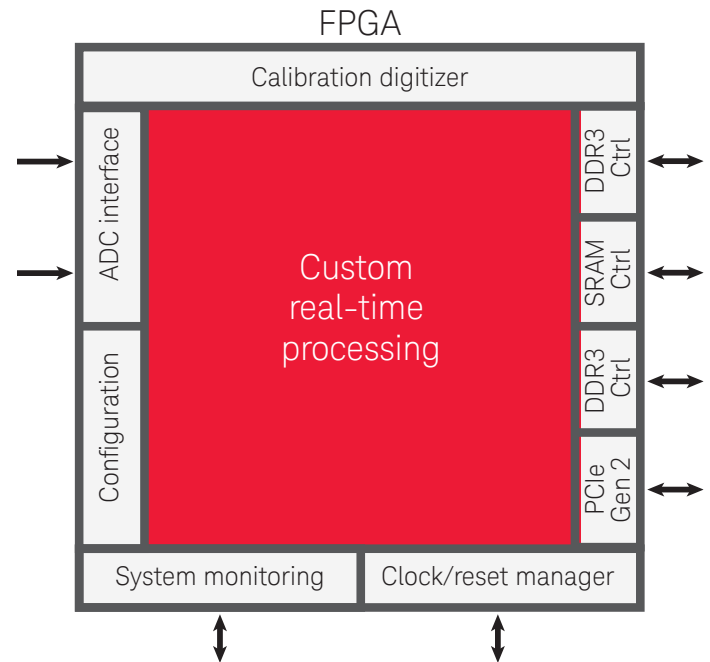 FPGA
Calibration digitizer
ADC interface
Configuration
Custom
real-time
processing
DDR3
Ctrl
SRAM
Ctrl
DDR3
Ctrl
PCIe
Gen 2
System monitoring
Clock/reset manager